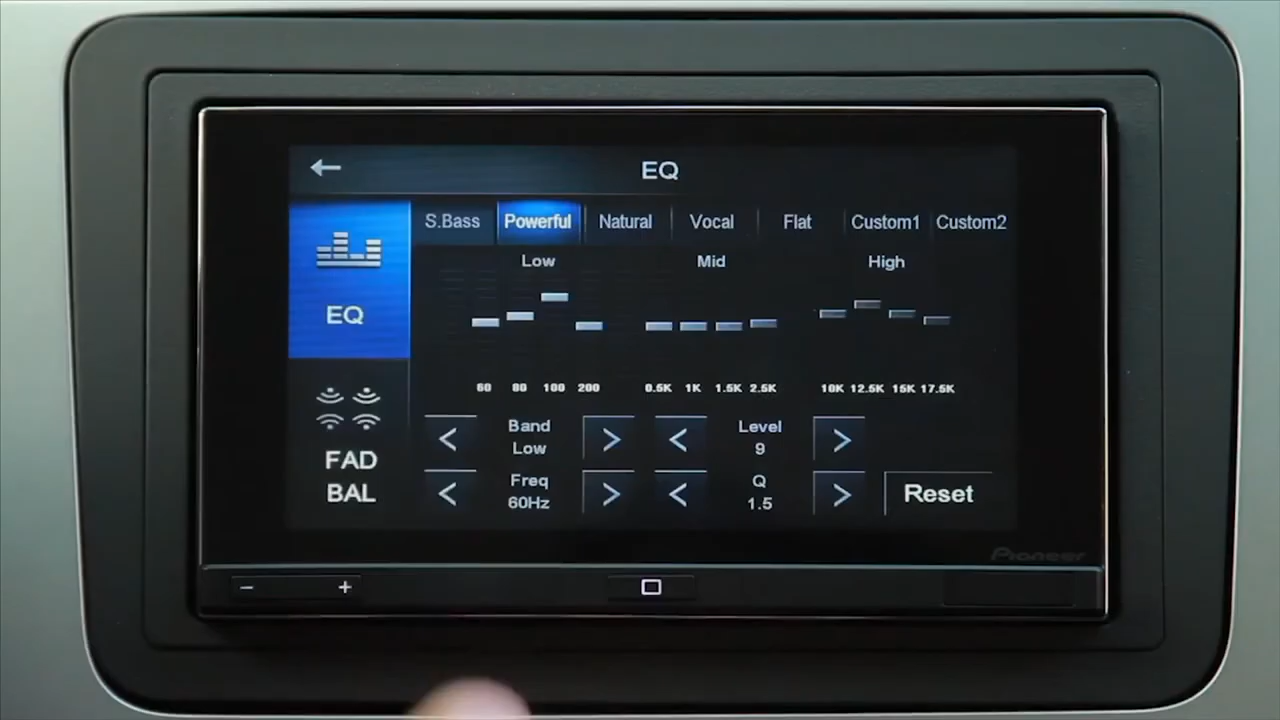 EQ
S.Bass Powerful Natural Vocal Flat Custom1 Custom2
Low Mid High
EQ
60 80 100 200 0.5K 1K 1.5K 2.5K 10K 12.5K 15K 17.5K
Band Level
Low 9
FAD
BAL
Freq Q
60Hz 1.5
Reset
Pioneer
- +